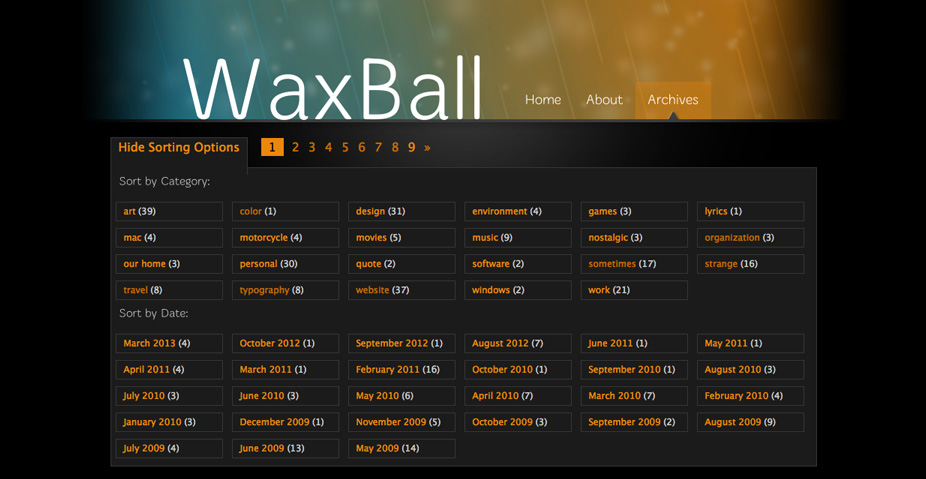 WaxBall
Home About Archives
Hide Sorting Options 1 2 3 4 5 6 7 8 9 »
Sort by Category:
art (39) color (1) design (31) environment (4) games (3) lyrics (1)
mac (4) motorcycle (4) movies (5) music (9) nostalgic (3) organization (3)
our home (3) personal (30) quote (2) software (2) sometimes (17) strange (16)
travel (8) typography (8) website (37) windows (2) work (21)
Sort by Date:
March 2013 (4) October 2012 (1) September 2012 (1) August 2012 (7) June 2011 (1) May 2011 (1)
April 2011 (4) March 2011 (1) February 2011 (16) October 2010 (1) September 2010 (1) August 2010 (3)
July 2010 (3) June 2010 (3) May 2010 (6) April 2010 (7) March 2010 (7) February 2010 (4)
January 2010 (3) December 2009 (1) November 2009 (5) October 2009 (3) September 2009 (2) August 2009 (9)
July 2009 (4) June 2009 (13) May 2009 (14)